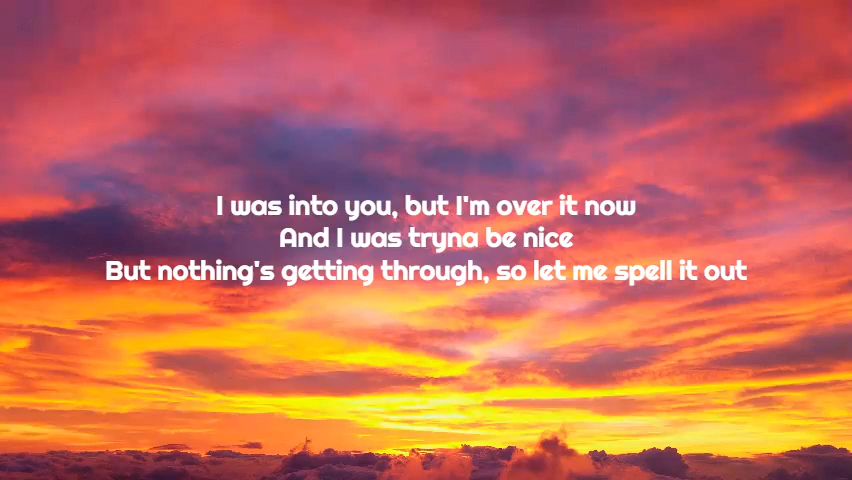 I was into you, but I'm over it now
And I was tryna be nice
But nothing's getting through, so let me spell it out